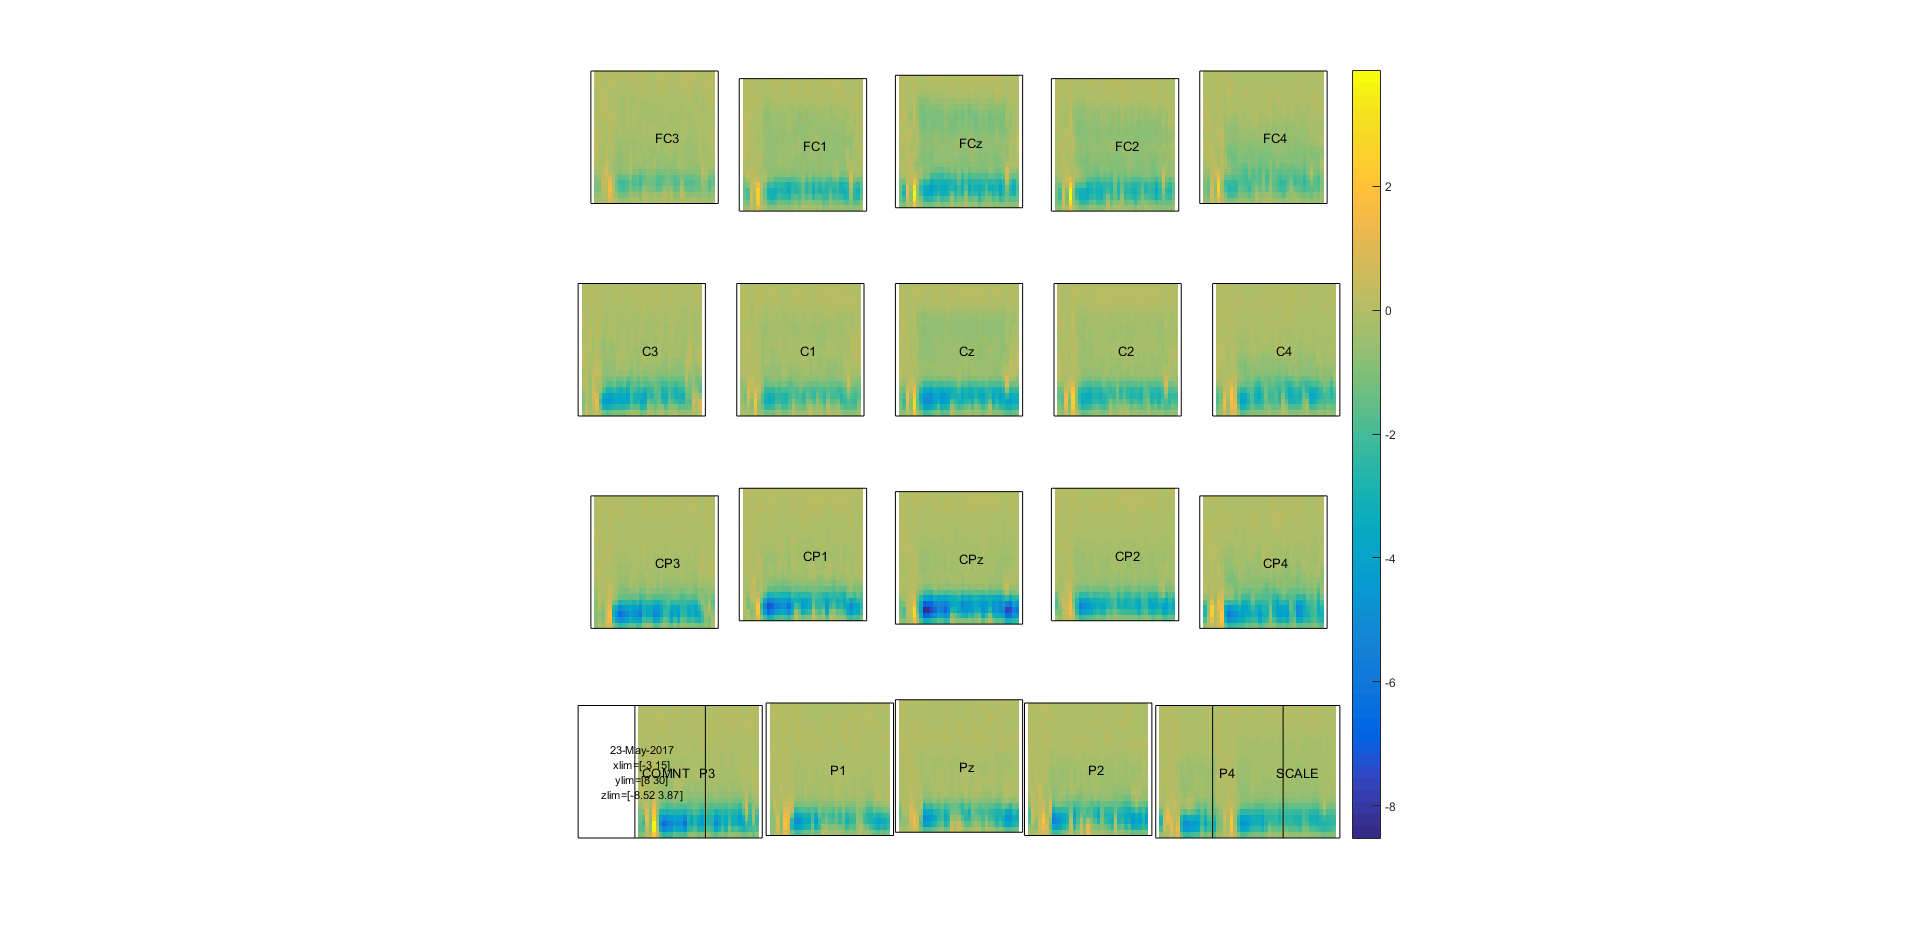 FC3 FC1 FCz FC2 FC4
2
0
C3 C1 Cz C2 C4
-2
-4
CP3 CP1 CPz CP2 CP4
-6
23-May-2017
xlim=[-3 15]
COMNT P3 P1 Pz P2 P4 SCALE
ylim=[8 30]
zlim=[-8.52 3.87]
-8